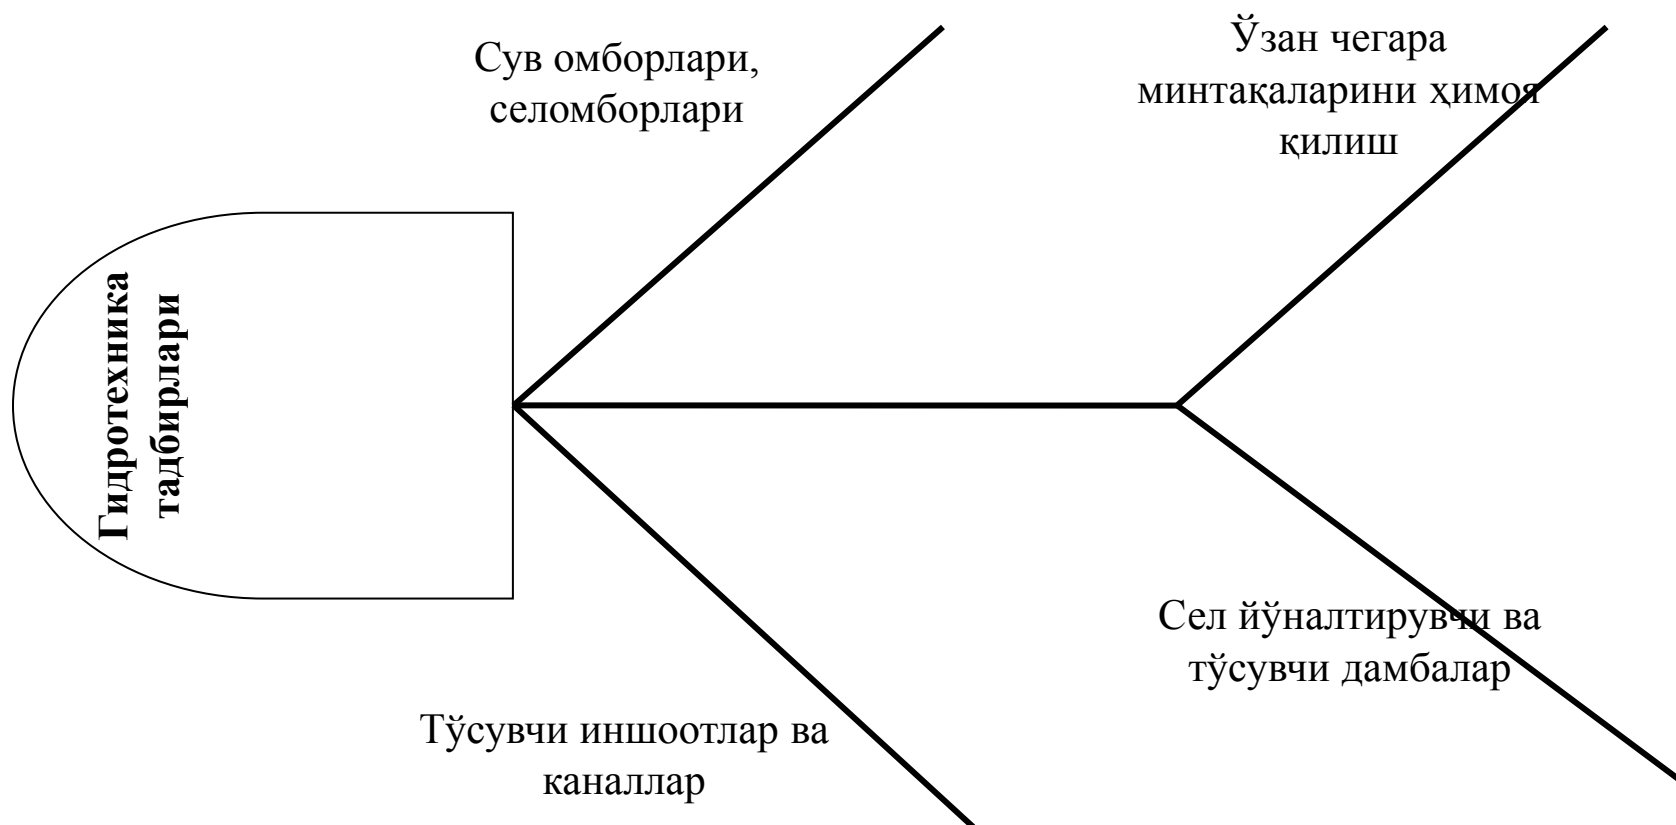 Сув омборлари,
селомборлари
Ўзан чегара
минтақаларини ҳимоя
қилиш
Гидротехника
тадбирлари
Сел йўналтирувчи ва
тўсувчи дамбалар
Тўсувчи иншоотлар ва
каналлар